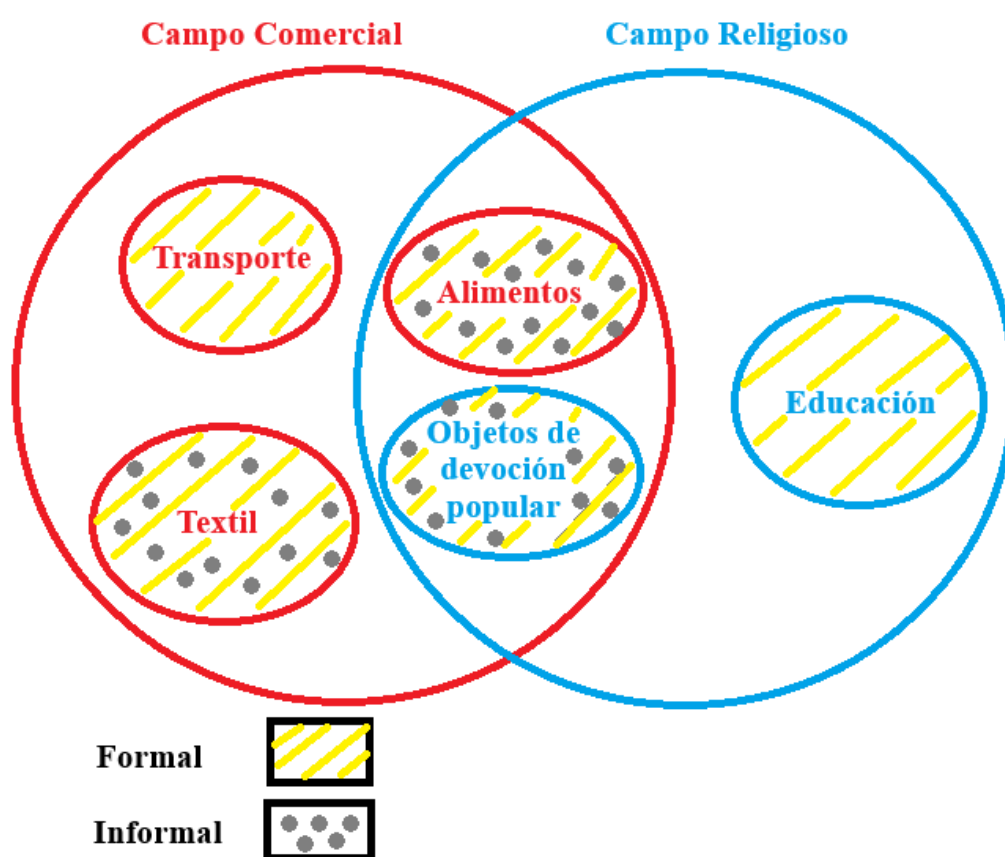 Campo Comercial
Campo Religioso
Transporte
Alimentos
Educación
Objetos de
devoción
popular
Textil
Formal
Informal